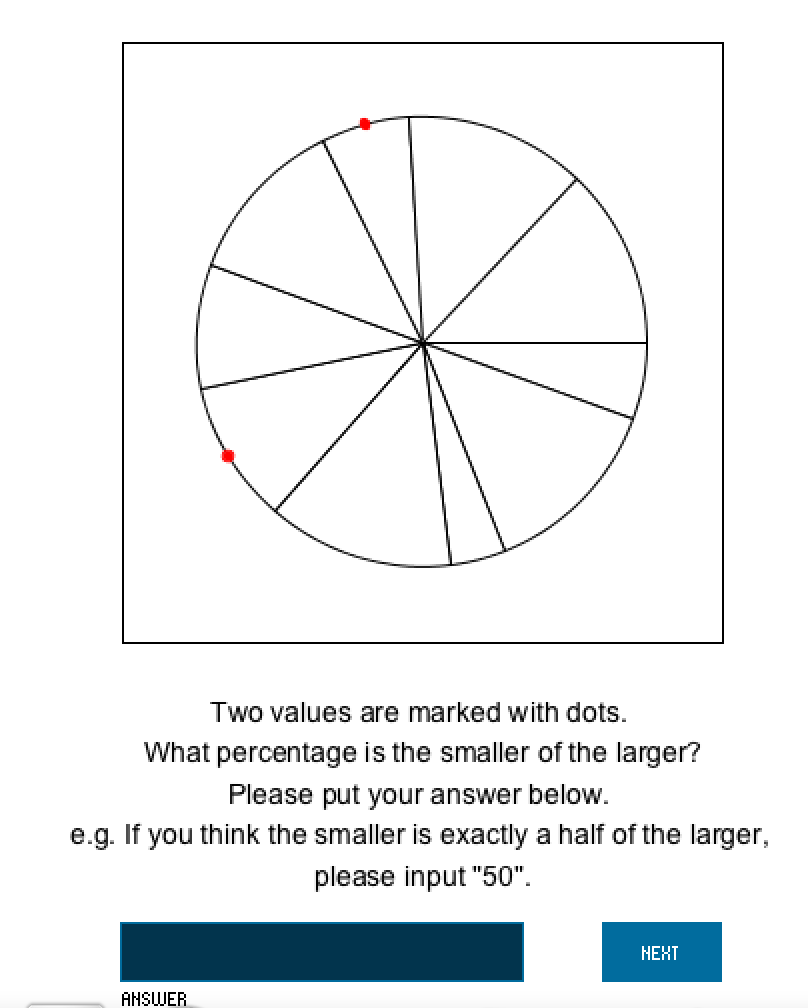 Two values are marked with dots.
What percentage is the smaller of the larger?
Please put your answer below.
e.g. If you think the smaller is exactly a half of the larger,
please input "50".
NEXT
ANSWER